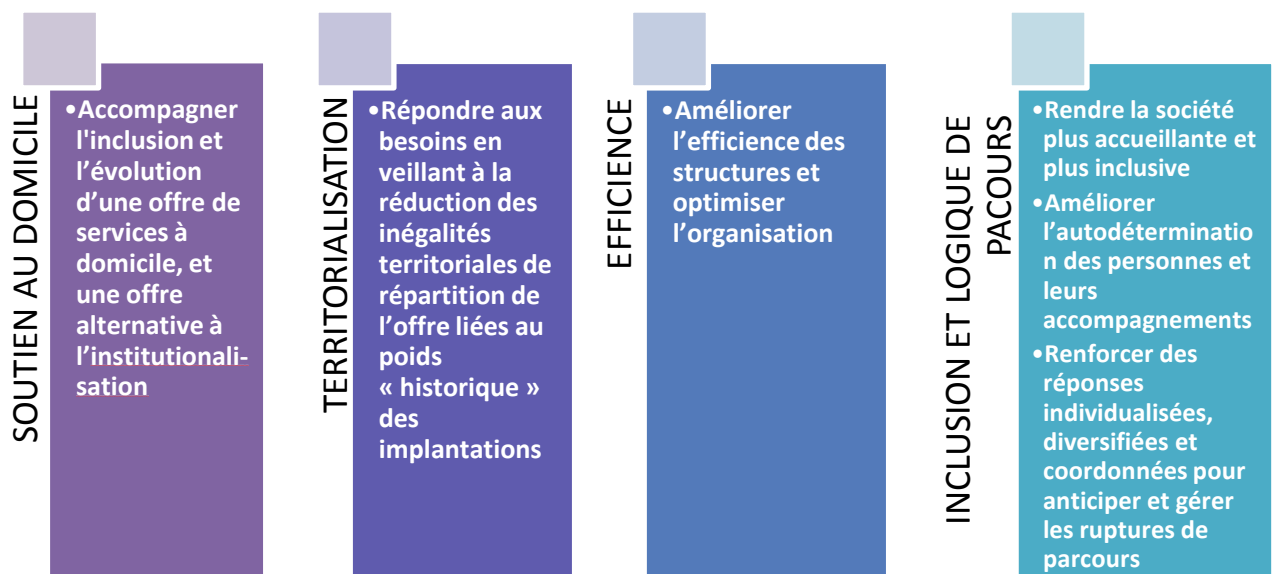 SOUTIEN AU DOMICILE
•Accompagner
l'inclusion et
l’évolution
d’une offre de
services à
domicile, et
une offre
alternative à
l’institutionali-
sation
TERRITORIALISATION
•Répondre aux
besoins en
veillant à la
réduction des
inégalités
territoriales de
répartition de
l’offre liées au
poids
« historique »
des
implantations
EFFICIENCE
•Améliorer
l’efficience des
structures et
optimiser
l’organisation
INCLUSION ET LOGIQUE DE
PACOURS
•Rendre la société
plus accueillante et
plus inclusive
•Améliorer
l’autodéterminatio
n des personnes et
leurs
accompagnements
•Renforcer des
réponses
individualisées,
diversifiées et
coordonnées pour
anticiper et gérer
les ruptures de
parcours